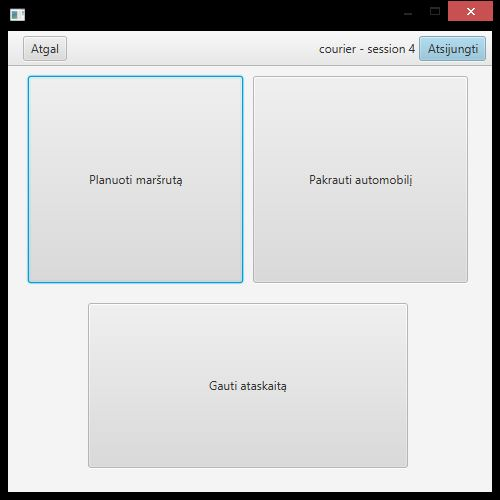 Atgal
courier - session 4
Atsijungti
Planuoti maršrutą
Pakrauti automobilį
Gauti ataskaitą